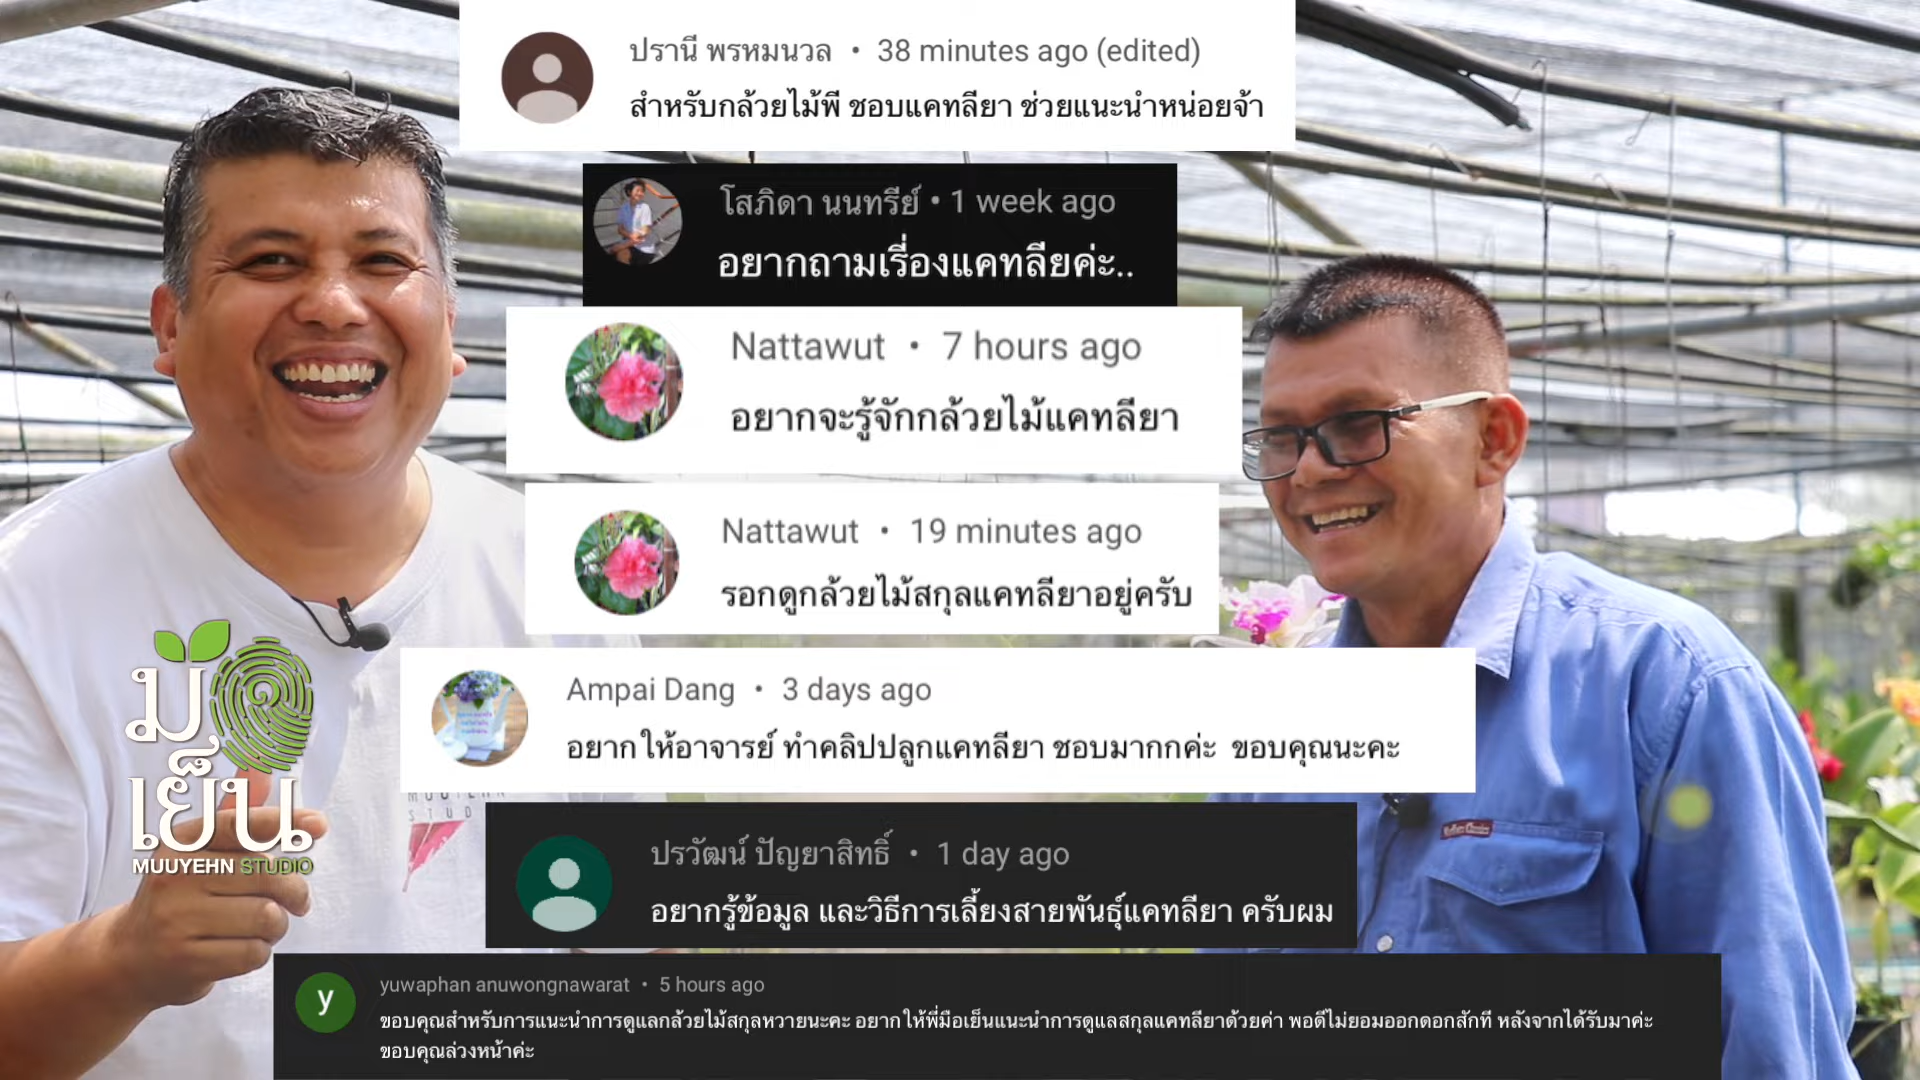 ปรานี พรหมนวล • 38 minutes ago (edited)
สำหรับกล้วยไม้พี่ ชอบแคทลียา ช่วยแนะนำหน่อยจ้า
โสภิดา นนทรีย์ • 1 week ago
อยากถามเรื่องแคทลียค่ะ..
Nattawut • 7 hours ago
อยากจะรู้จักกล้วยไม้แคทลียา
Nattawut • 19 minutes ago
รอกดูกล้วยไม้สกุลแคทลียาอยู่ครับ
Ampai Dang • 3 days ago
อยากให้อาจารย์ ทำคลิปปลูกแคทลียา ชอบมากกค่ะ ขอบคุณนะคะ
มือเย็น
MUUYEHN STUDIO
ปรวัฒน์ ปัญยาสิทธิ์ • 1 day ago
อยากรู้ข้อมูล และวิธีการเลี้ยงสายพันธุ์แคทลียา ครับผม
y
yuwaphan anuwongnawarat • 5 hours ago
ขอบคุณสำหรับการแนะนำการดูแลกล้วยไม้สกุลหวายนะคะ อยากให้พี่มือเย็นแนะนำการดูแลสกุลแคทลียาด้วยค่า พอดีไม่ยอมออกดอกสักที หลังจากได้รับมาค่ะ
ขอบคุณล่วงหน้าค่ะ